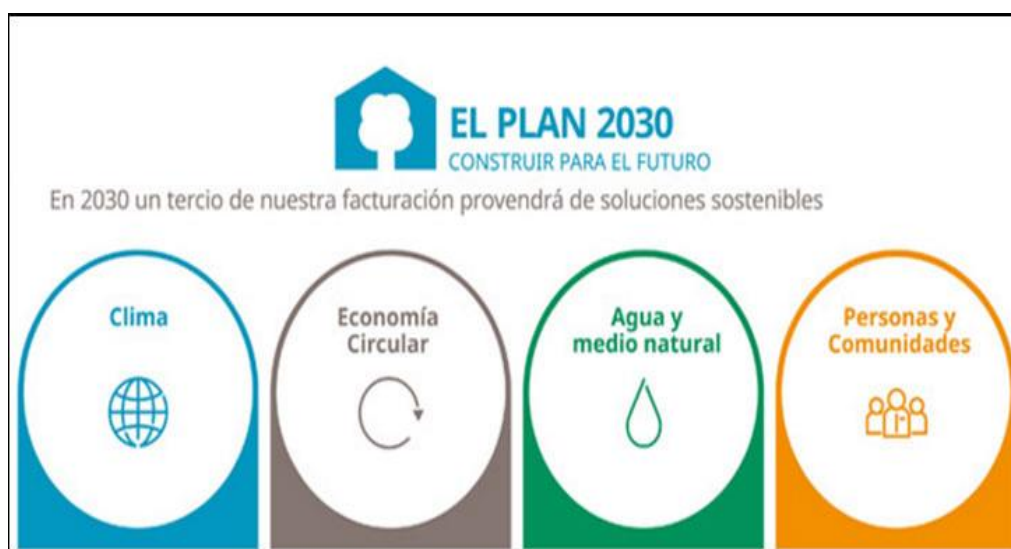 EL PLAN 2030
CONSTRUIR PARA EL FUTURO
En 2030 un tercio de nuestra facturación provendrá de soluciones sostenibles
Clima
Economía
Circular
Agua y
medio natural
Personas y
Comunidades